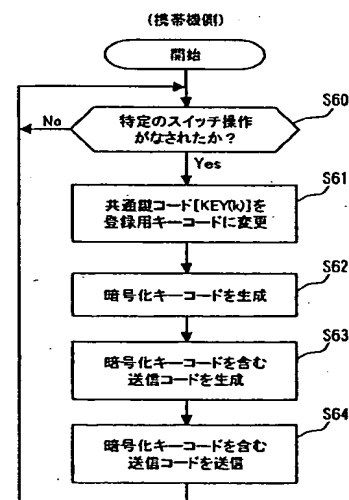 (携帯機側)
開始
特定のスイッチ操作
がなされたか？
S60
No
Yes
S61
共通鍵コード[KEY(k)]を
登録用キーコードに変更
S62
暗号化キーコードを生成
S63
暗号化キーコードを含む
送信コードを生成
S64
暗号化キーコードを含む
送信コードを送信